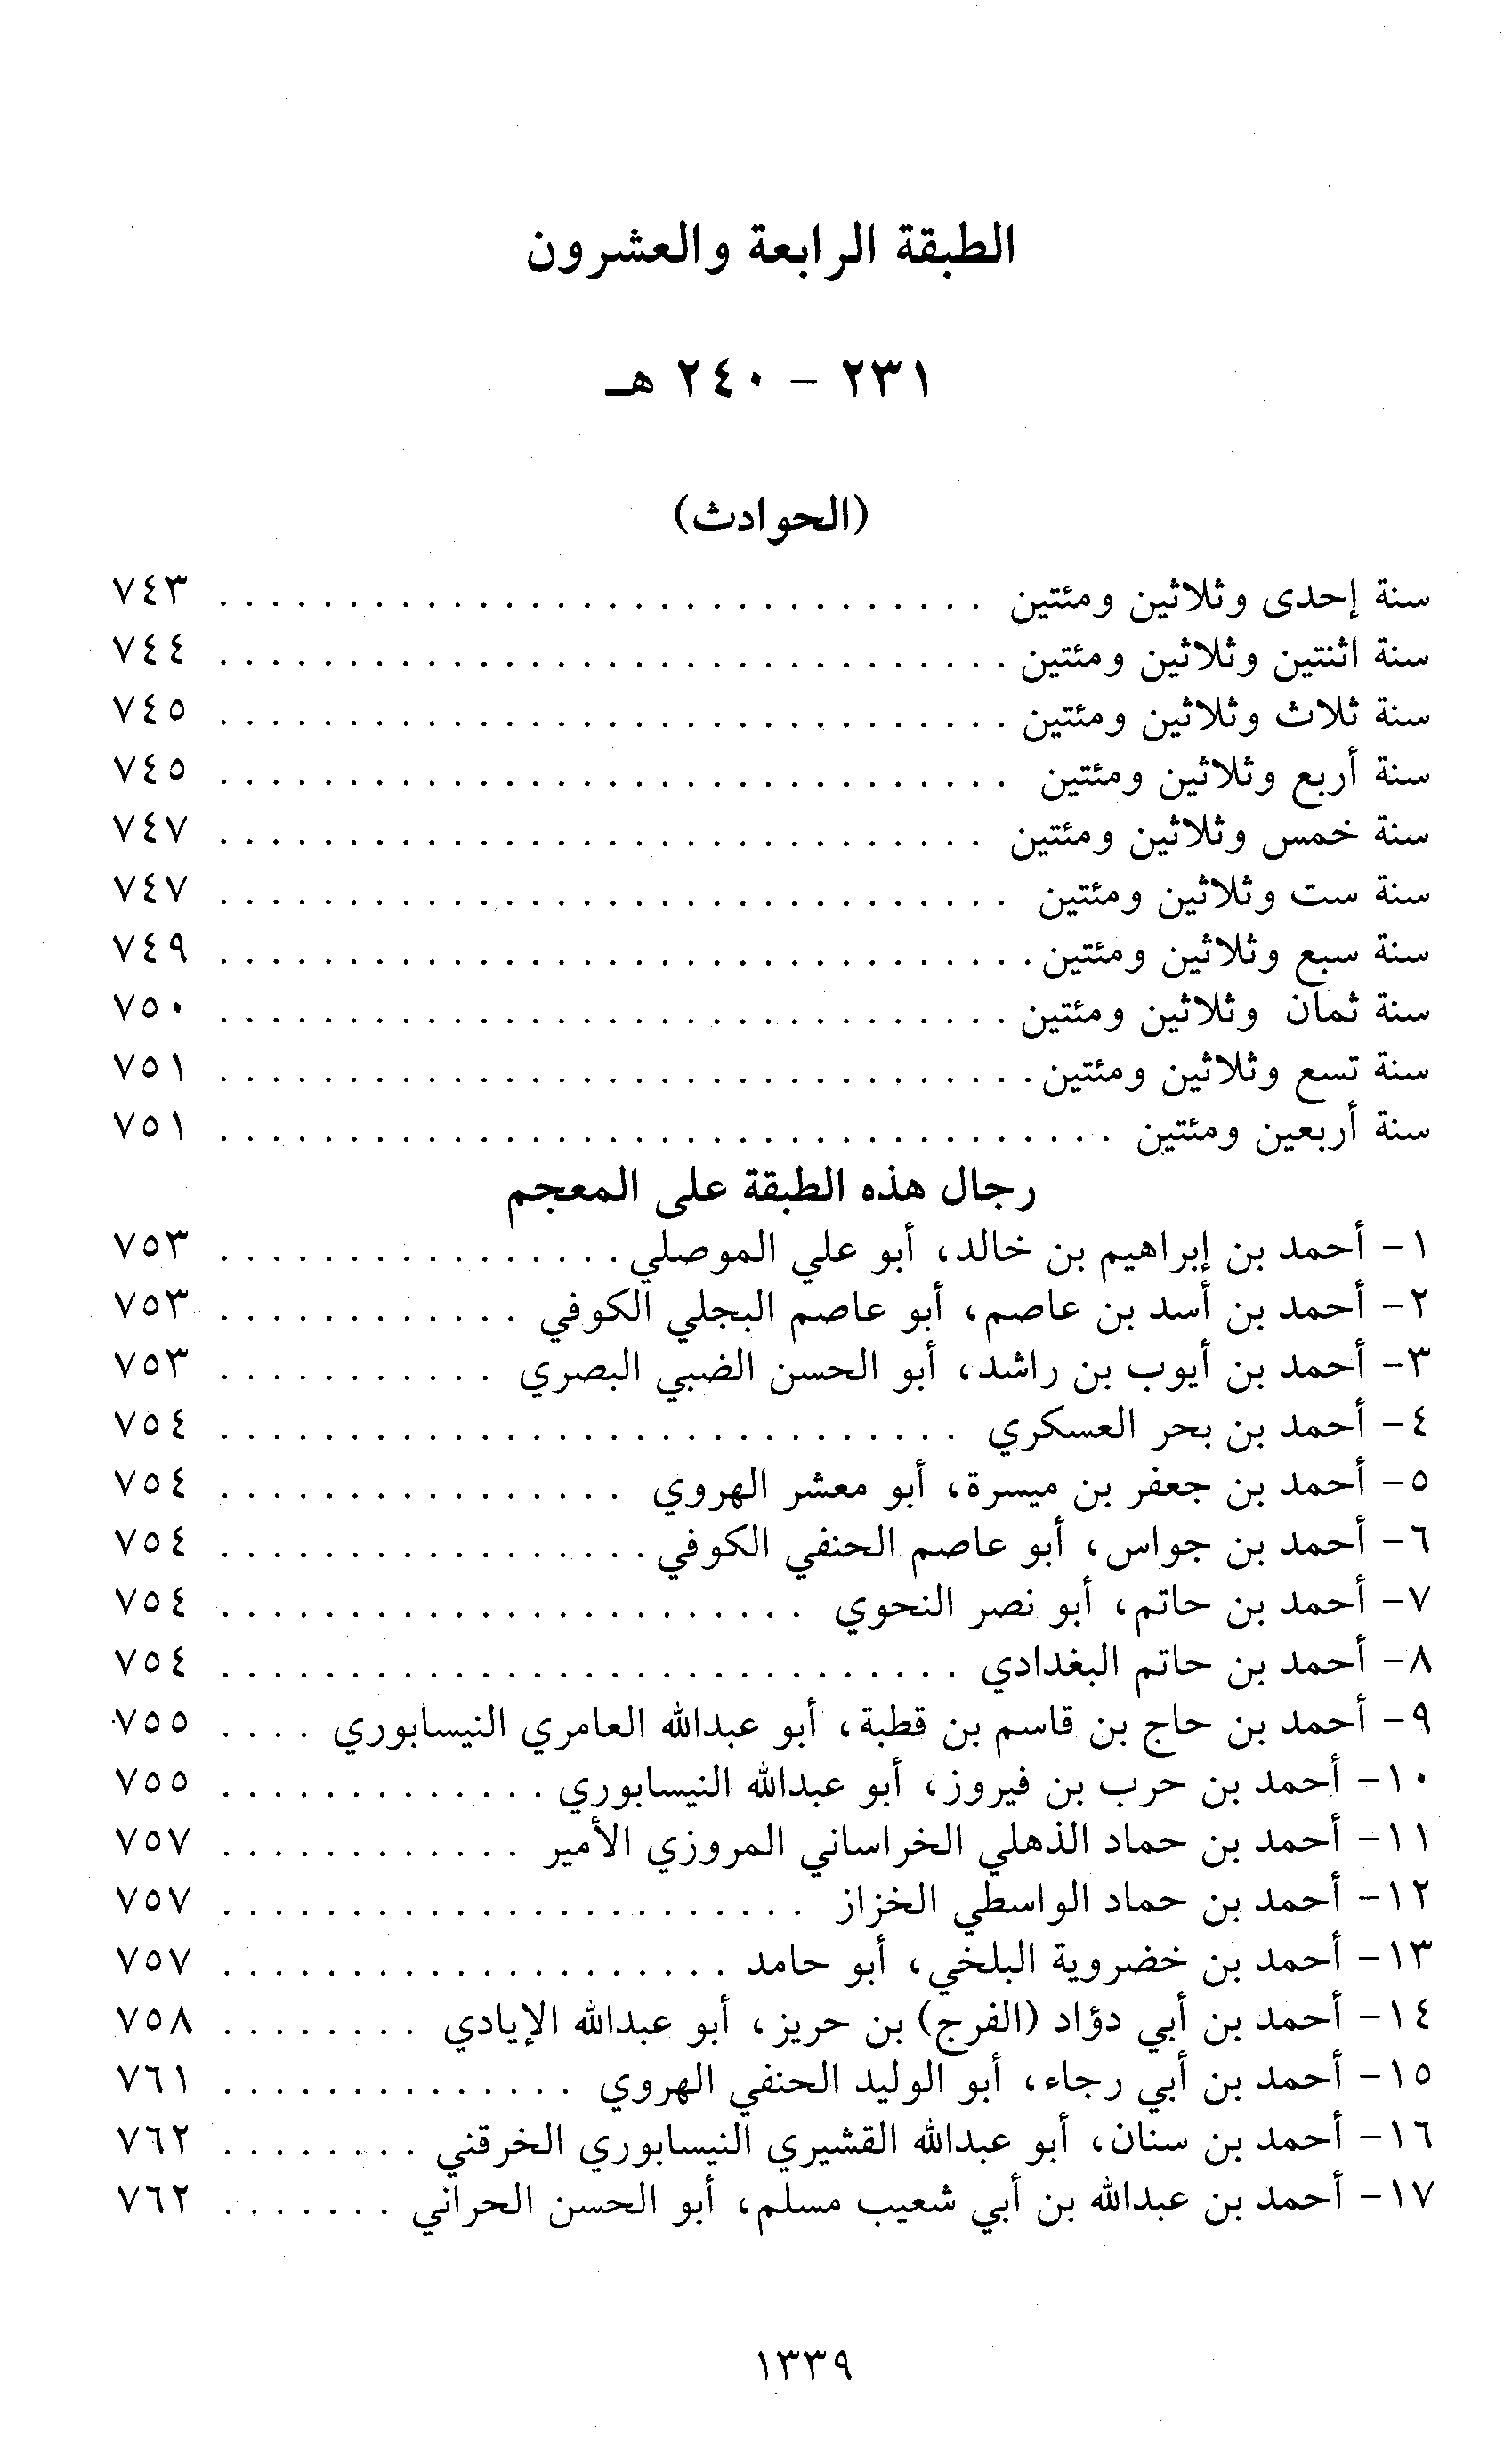 الطبقة الرابعة والعشرون
٢٣١ - ٢٤٠ هـ
(الحوادث)
سنة إحدى وثلاثين ومئتين . . . . . . . . . . . . . . . . . . . . . . . . . . . . . . ٧٤٣
سنة اثنتين وثلاثين ومئتين . . . . . . . . . . . . . . . . . . . . . . . . . . . . . . . ٧٤٤
سنة ثلاث وثلاثين ومئتين . . . . . . . . . . . . . . . . . . . . . . . . . . . . . . . ٧٤٥
سنة أربع وثلاثين ومئتين . . . . . . . . . . . . . . . . . . . . . . . . . . . . . . . ٧٤٥
سنة خمس وثلاثين ومئتين . . . . . . . . . . . . . . . . . . . . . . . . . . . . . . ٧٤٧
سنة ست وثلاثين ومئتين . . . . . . . . . . . . . . . . . . . . . . . . . . . . . . . ٧٤٧
سنة سبع وثلاثين ومئتين . . . . . . . . . . . . . . . . . . . . . . . . . . . . . . . . ٧٤٩
سنة ثمان وثلاثين ومئتين . . . . . . . . . . . . . . . . . . . . . . . . . . . . . . . ٧٥٠
سنة تسع وثلاثين ومئتين . . . . . . . . . . . . . . . . . . . . . . . . . . . . . . . . ٧٥١
سنة أربعين ومئتين . . . . . . . . . . . . . . . . . . . . . . . . . . . . . . . . . . . ٧٥١
رجال هذه الطبقة على المعجم
١- أحمد بن إبراهيم بن خالد، أبو علي الموصلي . . . . . . . . . . . . . . . . ٧٥٣
٢- أحمد بن أسد بن عاصم، أبو عاصم البجلي الكوفي . . . . . . . . . . . . ٧٥٣
٣- أحمد بن أيوب بن راشد، أبو الحسن الضبي البصري . . . . . . . . . . . ٧٥٣
٤- أحمد بن بحر العسكري . . . . . . . . . . . . . . . . . . . . . . . . . . . . . ٧٥٤
٥- أحمد بن جعفر بن ميسرة، أبو معشر الهروي . . . . . . . . . . . . . . . . ٧٥٤
٦- أحمد بن جواس، أبو عاصم الحنفي الكوفي . . . . . . . . . . . . . . . . . ٧٥٤
٧- أحمد بن حاتم، أبو نصر النحوي . . . . . . . . . . . . . . . . . . . . . . . ٧٥٤
٨- أحمد بن حاتم البغدادي . . . . . . . . . . . . . . . . . . . . . . . . . . . . . ٧٥٤
٩- أحمد بن حاج بن قاسم بن قطبة، أبو عبدالله العامري النيسابوري . . . . ٧٥٥
١٠- أحمد بن حرب بن فيروز، أبو عبدالله النيسابوري . . . . . . . . . . . . . ٧٥٥
١١- أحمد بن حماد الذهلي الخراساني المروزي الأمير . . . . . . . . . . . . ٧٥٧
١٢- أحمد بن حماد الواسطي الخزاز . . . . . . . . . . . . . . . . . . . . . . . ٧٥٧
١٣- أحمد بن خضروية البلخي، أبو حامد . . . . . . . . . . . . . . . . . . . . ٧٥٧
١٤- أحمد بن أبي دؤاد (الفرج) بن حريز، أبو عبدالله الإيادي . . . . . . . . ٧٥٨
١٥- أحمد بن أبي رجاء، أبو الوليد الحنفي الهروي . . . . . . . . . . . . . . ٧٦١
١٦- أحمد بن سنان، أبو عبدالله القشيري النيسابوري الخرقني . . . . . . . . ٧٦٢
١٧- أحمد بن عبدالله بن أبي شعيب مسلم، أبو الحسن الحراني . . . . . . . ٧٦٢
١٣٣٩